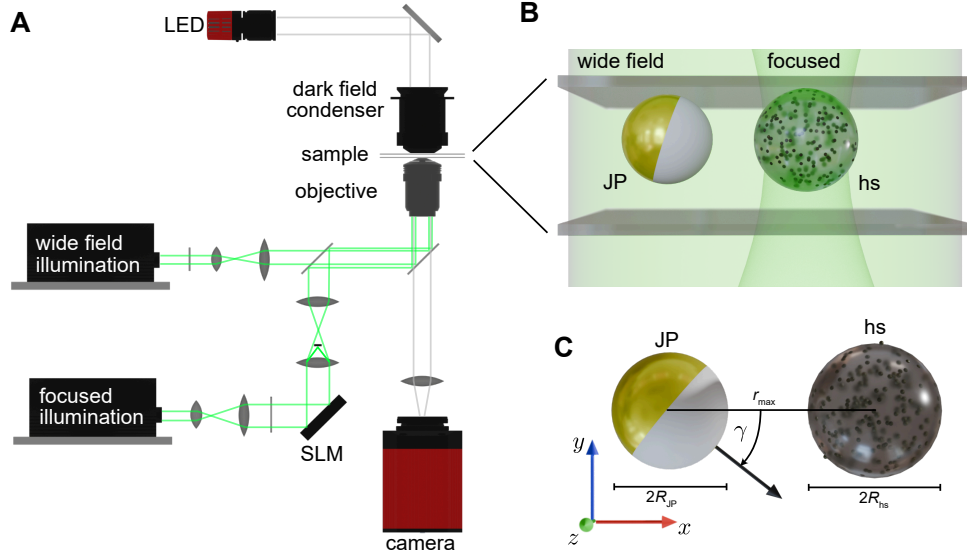 A
LED
dark field
condenser
sample
objective
wide field
illumination
focused
illumination
SLM
camera
B
wide field
focused
JP
hs
C
JP
hs
r_max
γ
y
x
z
2R_JP
2R_hs